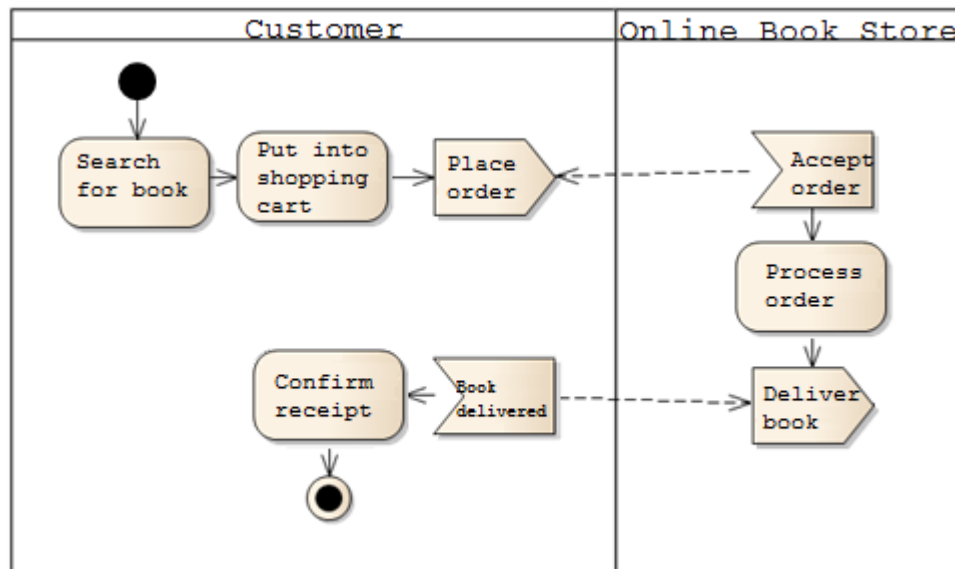 Customer
Online Book Store
Search
for book
Put into
shopping
cart
Place
order
Accept
order
Process
order
Confirm
receipt
Book
delivered
Deliver
book